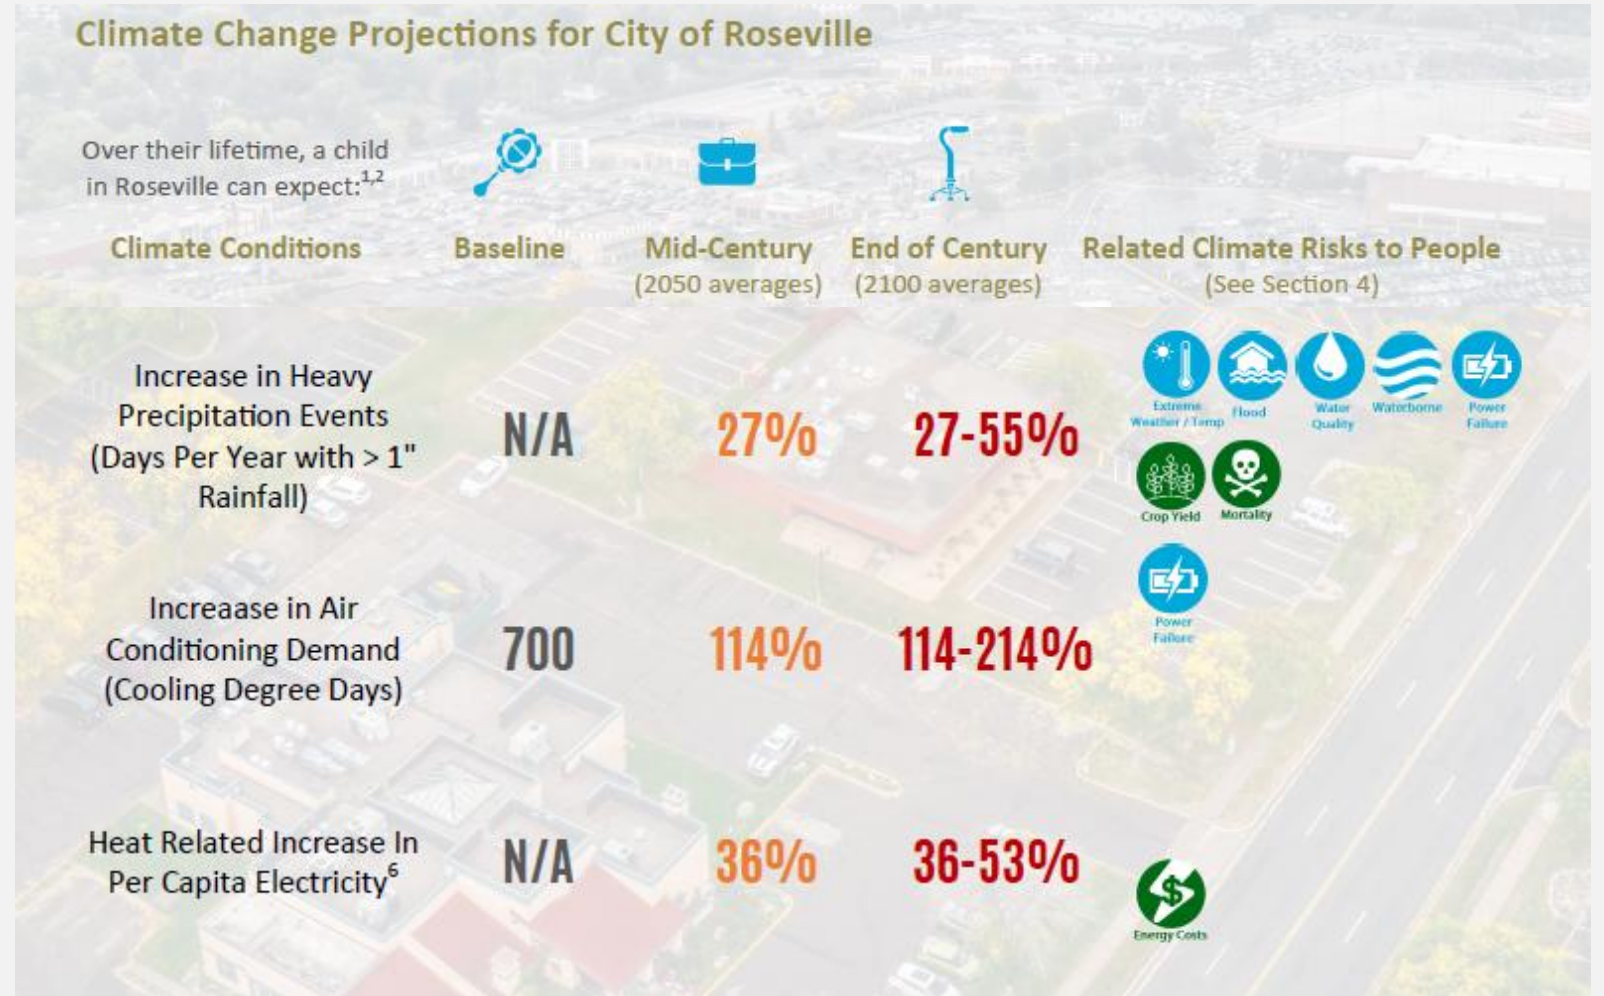 Climate Change Projections for City of Roseville
Over their lifetime, a child
in Roseville can expect:1,2
Climate Conditions
Baseline
Mid-Century
(2050 averages)
End of Century
(2100 averages)
Related Climate Risks to People
(See Section 4)
Increase in Heavy
Precipitation Events
(Days Per Year with > 1"
Rainfall)
N/A
27%
27-55%
Extreme
Weather / Temp
Flood
Water
Quality
Waterborne
Power
Failure
Crop Yield
Mortality
Increaase in Air
Conditioning Demand
(Cooling Degree Days)
700
114%
114-214%
Power
Failure
Heat Related Increase In
Per Capita Electricity6
N/A
36%
36-53%
$
Energy Costs